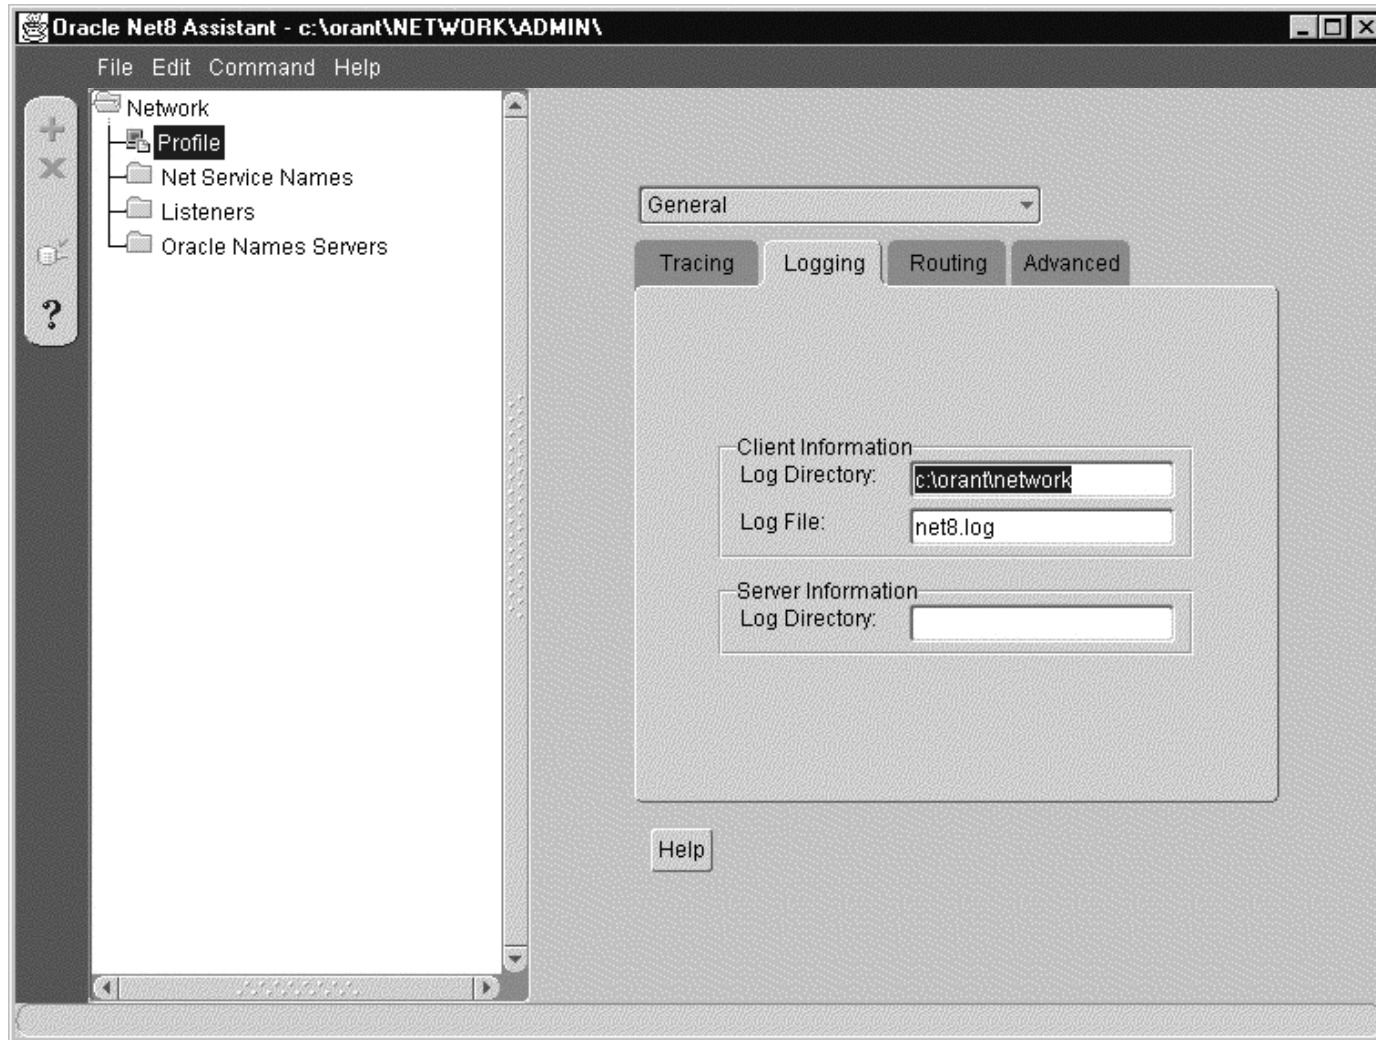 Oracle Net8 Assistant - c:\orant\NETWORK\ADMIN\
File Edit Command Help
Network
Profile
Net Service Names
Listeners
Oracle Names Servers
?
General
Tracing Logging Routing Advanced
Client Information
Log Directory: c:\orant\network
Log File: net8.log
Server Information
Log Directory:
Help